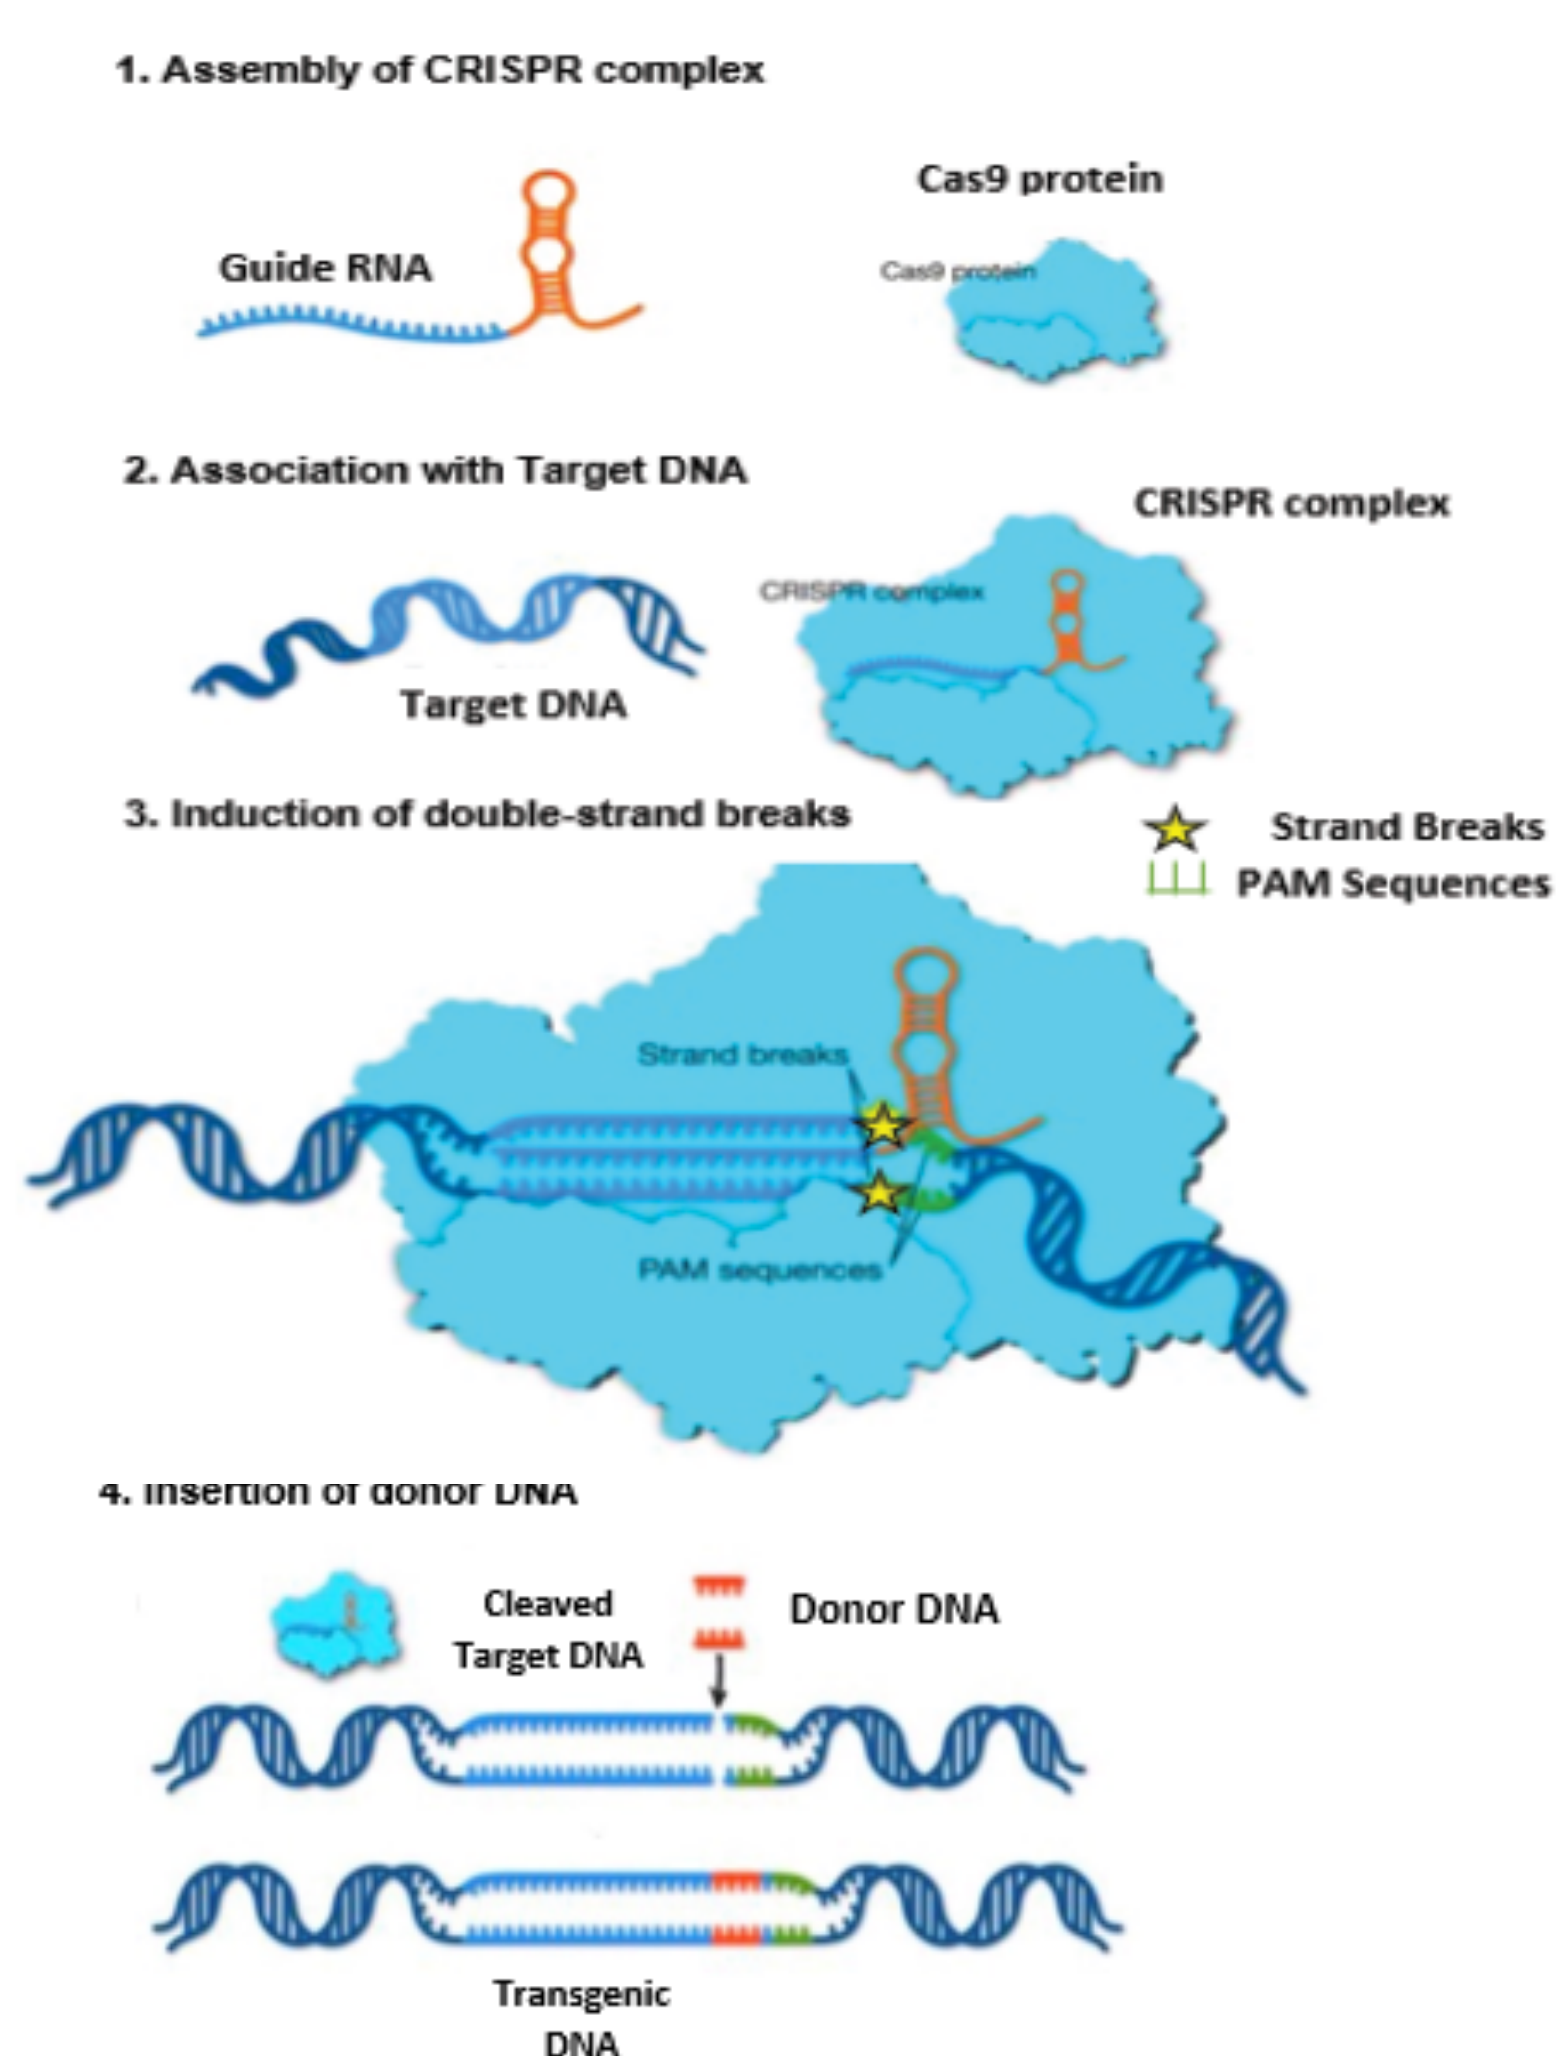 1. Assembly of CRISPR complex
Cas9 protein
Guide RNA
Cas9 protein
2. Association with Target DNA
CRISPR complex
CRISPR complex
Target DNA
3. Induction of double-strand breaks
Strand Breaks
PAM Sequences
Strand breaks
PAM sequences
4. Insertion of donor DNA
Cleaved
Target DNA
Donor DNA
Transgenic
DNA